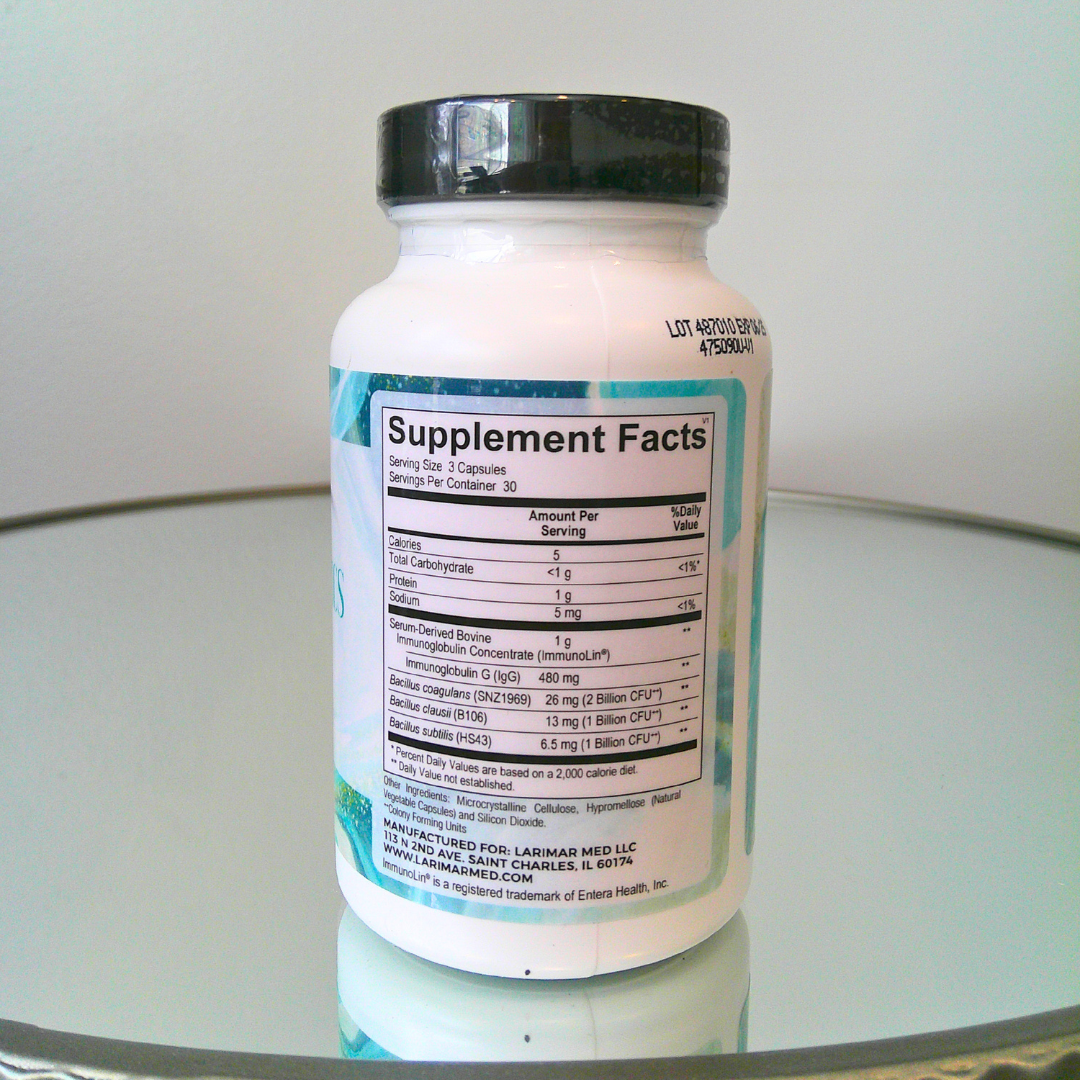 LOT 487010 EXP
475090U-V1
Supplement Facts V1
Serving Size 3 Capsules
Servings Per Container 30
Amount Per Serving %Daily Value
Calories 5
Total Carbohydrate <1 g <1%*
Protein 1 g
Sodium 5 mg <1%
Serum-Derived Bovine 1 g **
Immunoglobulin Concentrate (ImmunoLin®)
Immunoglobulin G (IgG) 480 mg **
Bacillus coagulans (SNZ1969) 26 mg (2 Billion CFU^^) **
Bacillus clausii (B106) 13 mg (1 Billion CFU^^) **
Bacillus subtilis (HS43) 6.5 mg (1 Billion CFU^^) **
* Percent Daily Values are based on a 2,000 calorie diet.
** Daily Value not established.
Other Ingredients: Microcrystalline Cellulose, Hypromellose (Natural
Vegetable Capsules) and Silicon Dioxide.
^^Colony Forming Units
MANUFACTURED FOR: LARIMAR MED LLC
113 N 2ND AVE. SAINT CHARLES, IL 60174
WWW.LARIMARMED.COM
ImmunoLin® is a registered trademark of Entera Health, Inc.